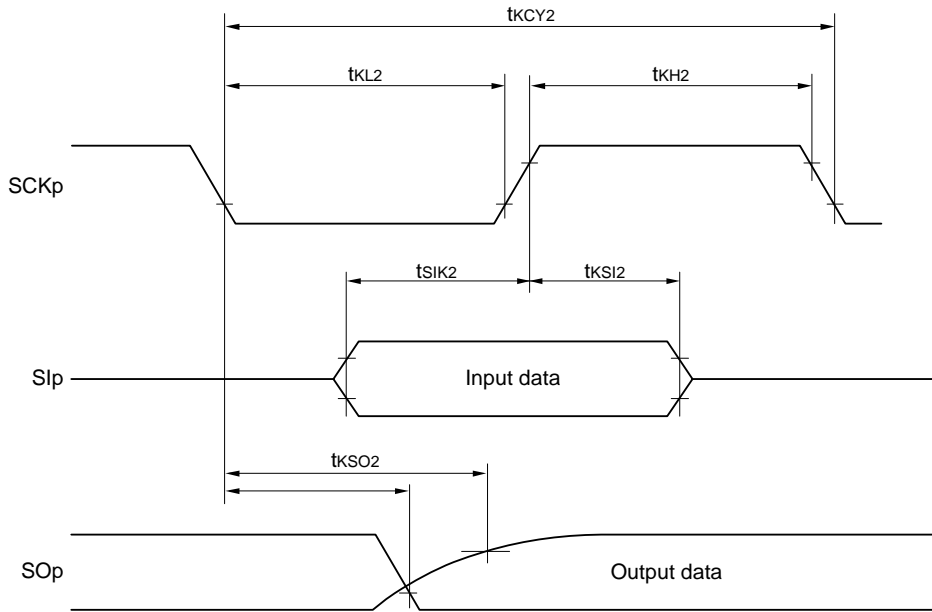 tKCY2
tKL2
tKH2
SCKp
tSIK2
tKSI2
SIp
Input data
tKSO2
SOp
Output data